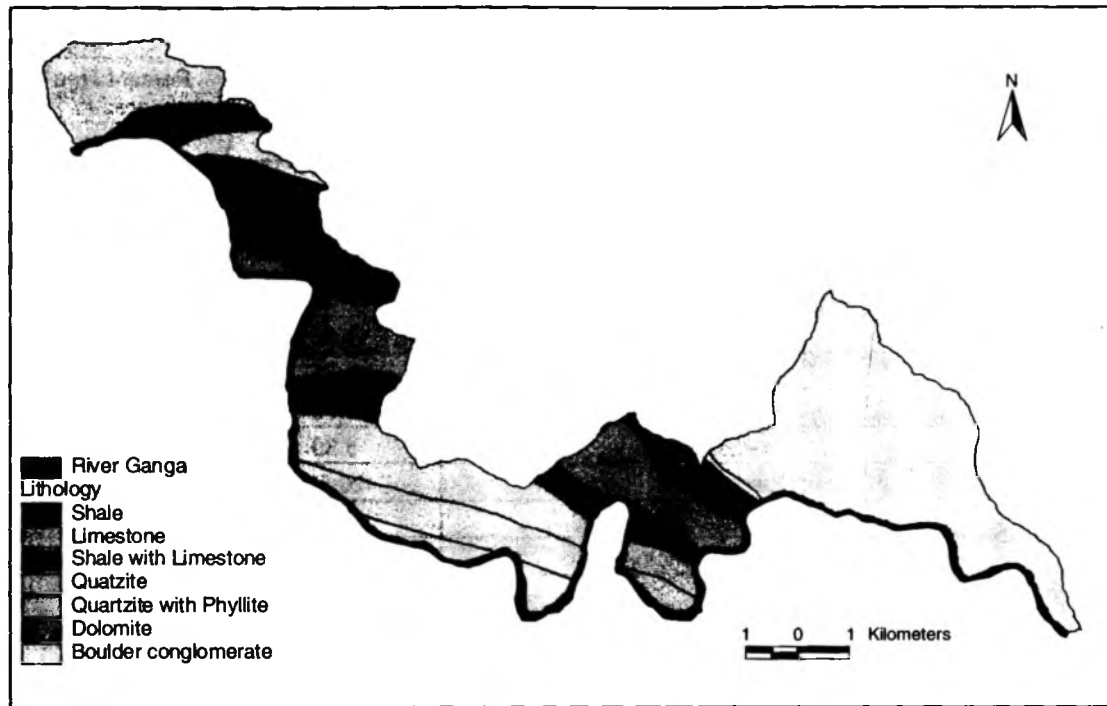 N
River Ganga
Lithology
Shale
Limestone
Shale with Limestone
Quatzite
Quartzite with Phyllite
Dolomite
Boulder conglomerate
1 0 1 Kilometers